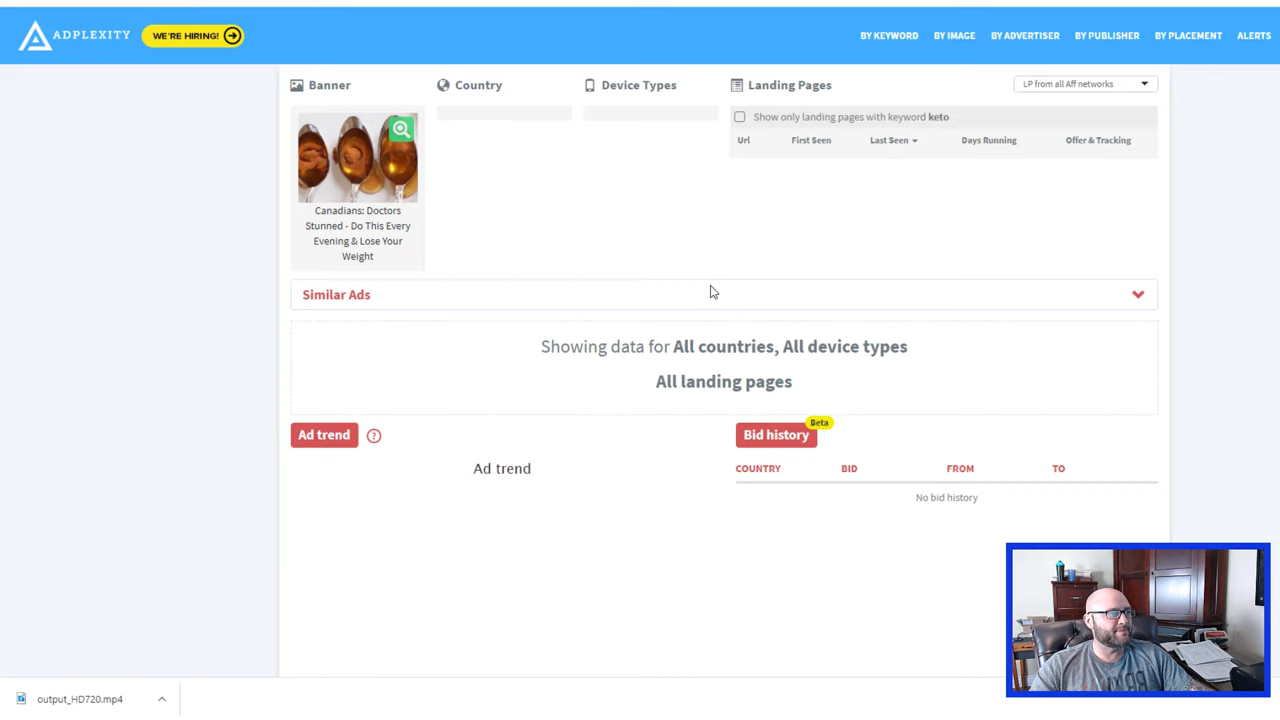 ADPLEXITY
WE'RE HIRING!
BY KEYWORD
BY IMAGE
BY ADVERTISER
BY PUBLISHER
BY PLACEMENT
ALERTS
Banner
Country
Device Types
Landing Pages
LP from all Aff networks
Show only landing pages with keyword keto
Url
First Seen
Last Seen
Days Running
Offer & Tracking
Canadians: Doctors
Stunned - Do This Every
Evening & Lose Your
Weight
Similar Ads
Showing data for All countries, All device types
All landing pages
Ad trend
?
Bid history
Beta
Ad trend
COUNTRY
BID
FROM
TO
No bid history
output_HD720.mp4